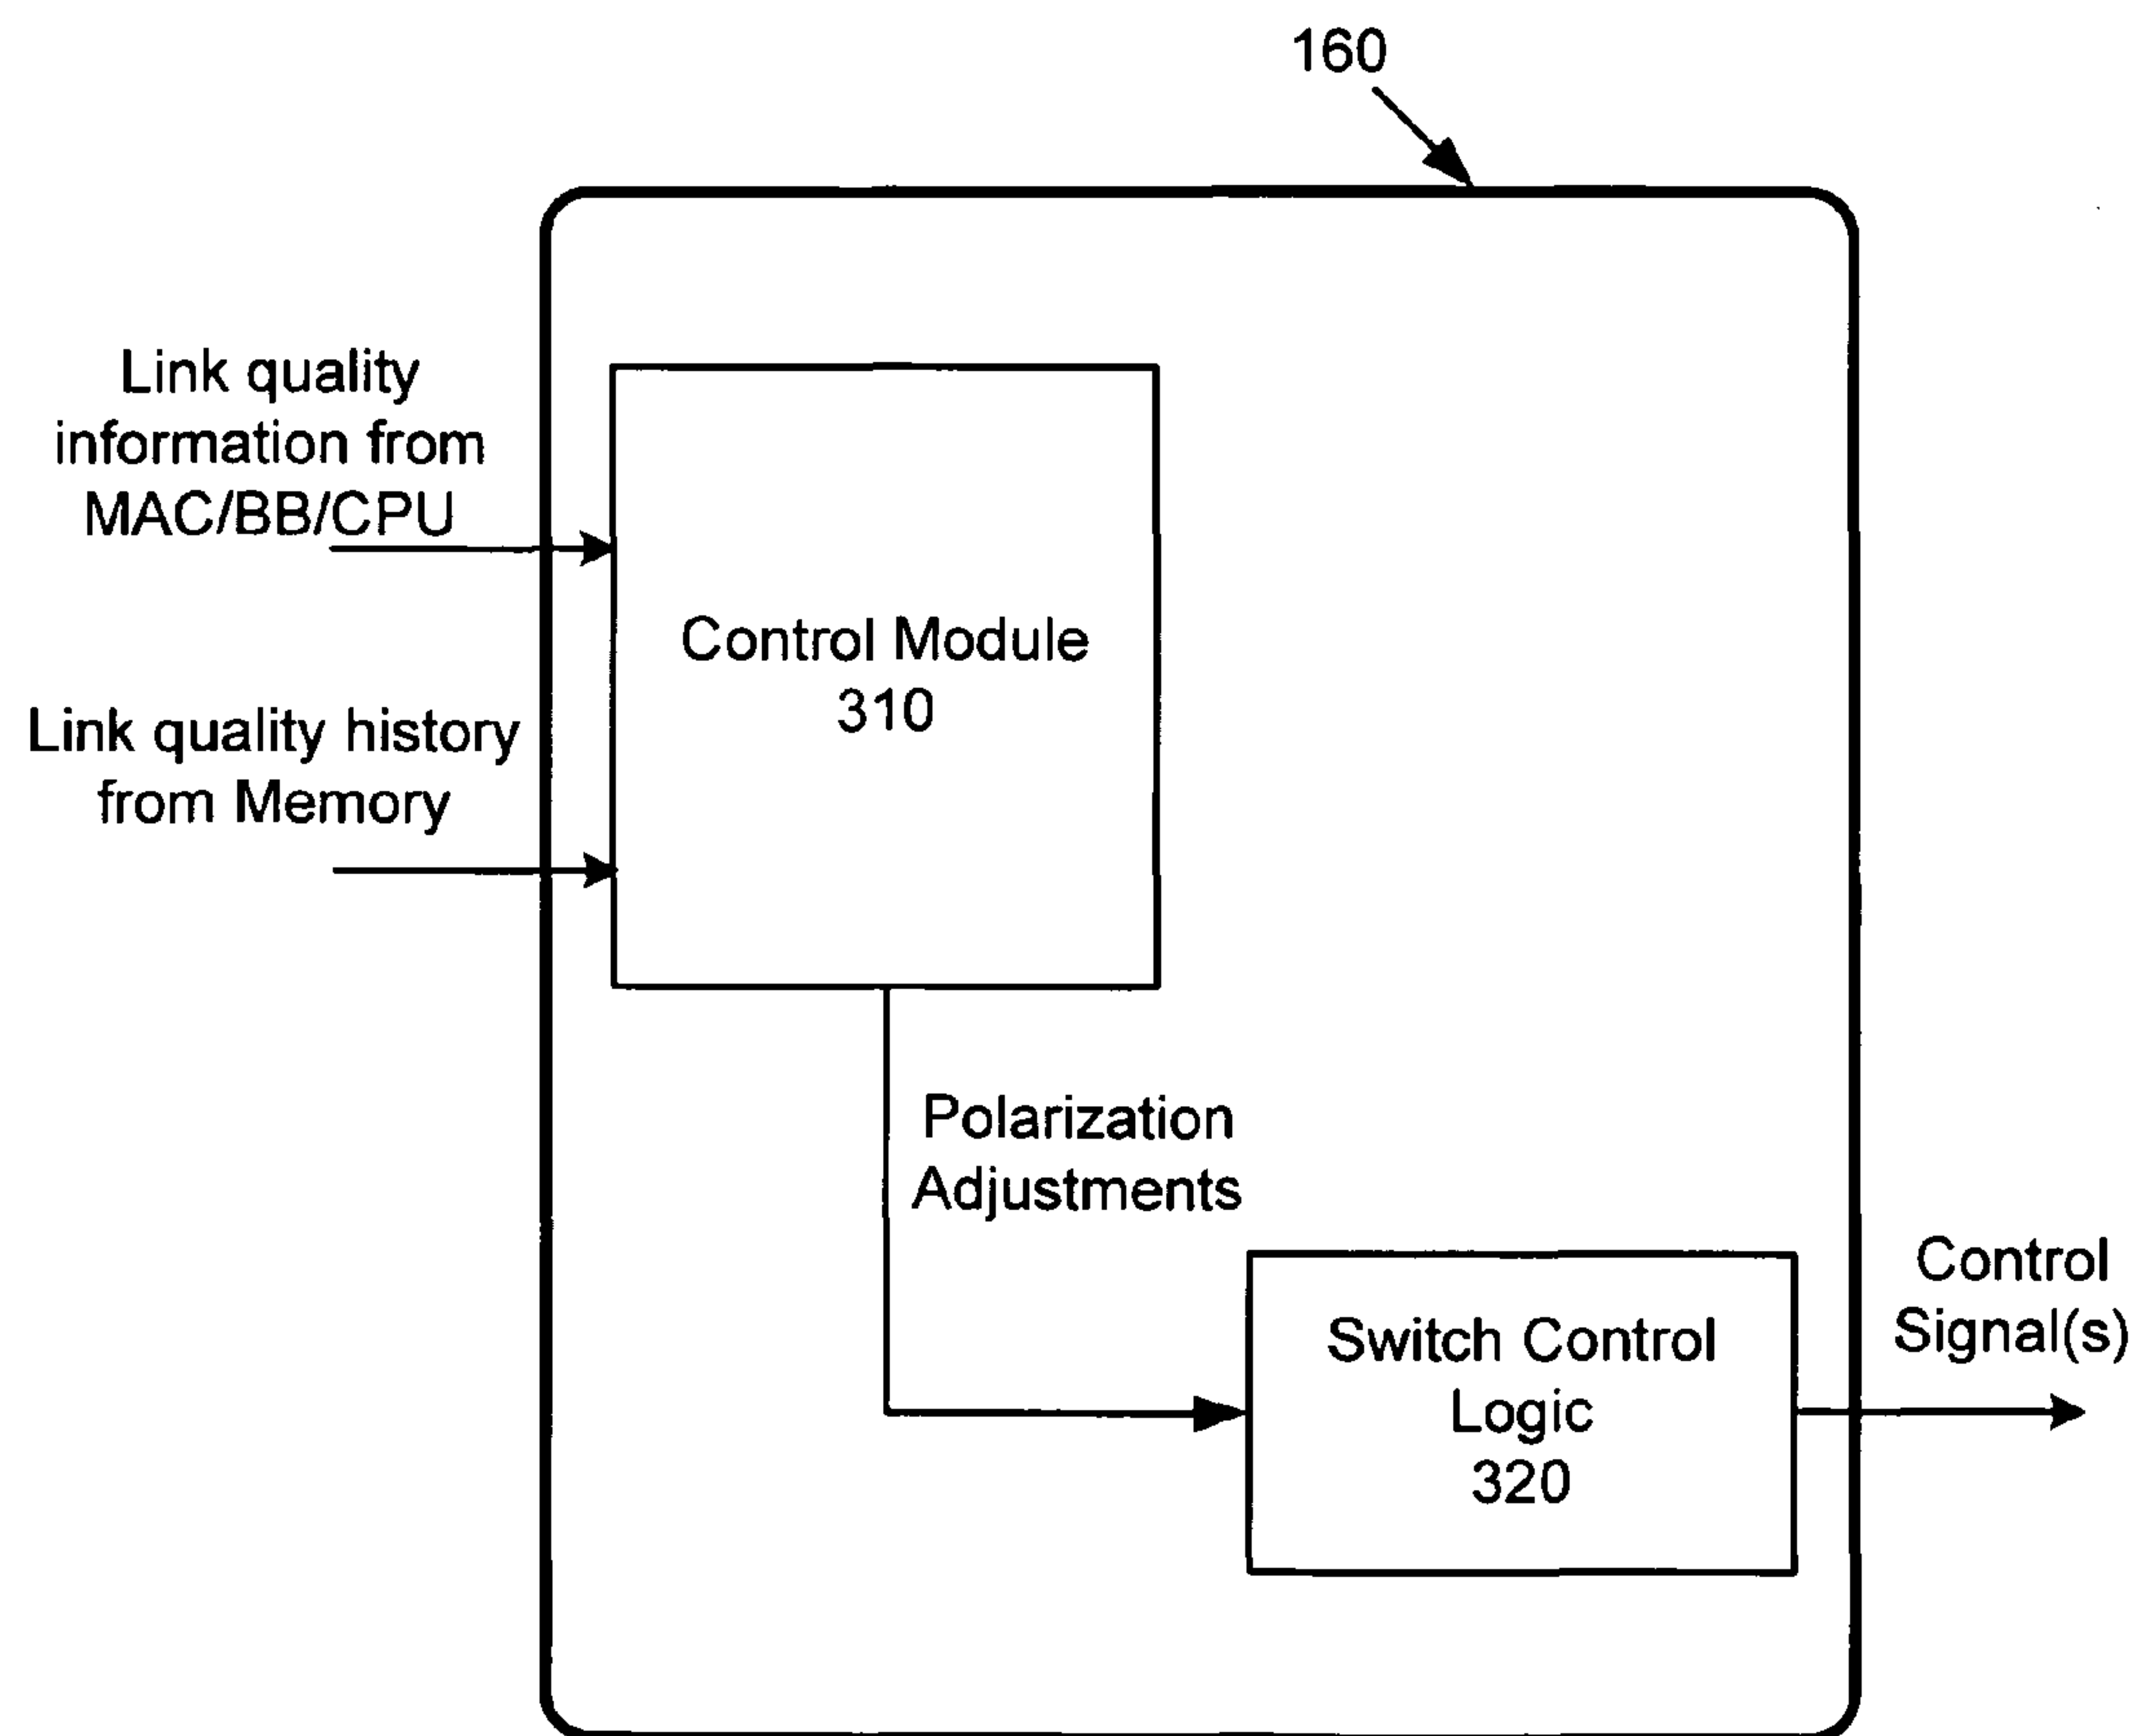 160
Link quality
information from
MAC/BB/CPU
Control Module
310
Link quality history
from Memory
Polarization
Adjustments
Control
Signal(s)
Switch Control
Logic
320